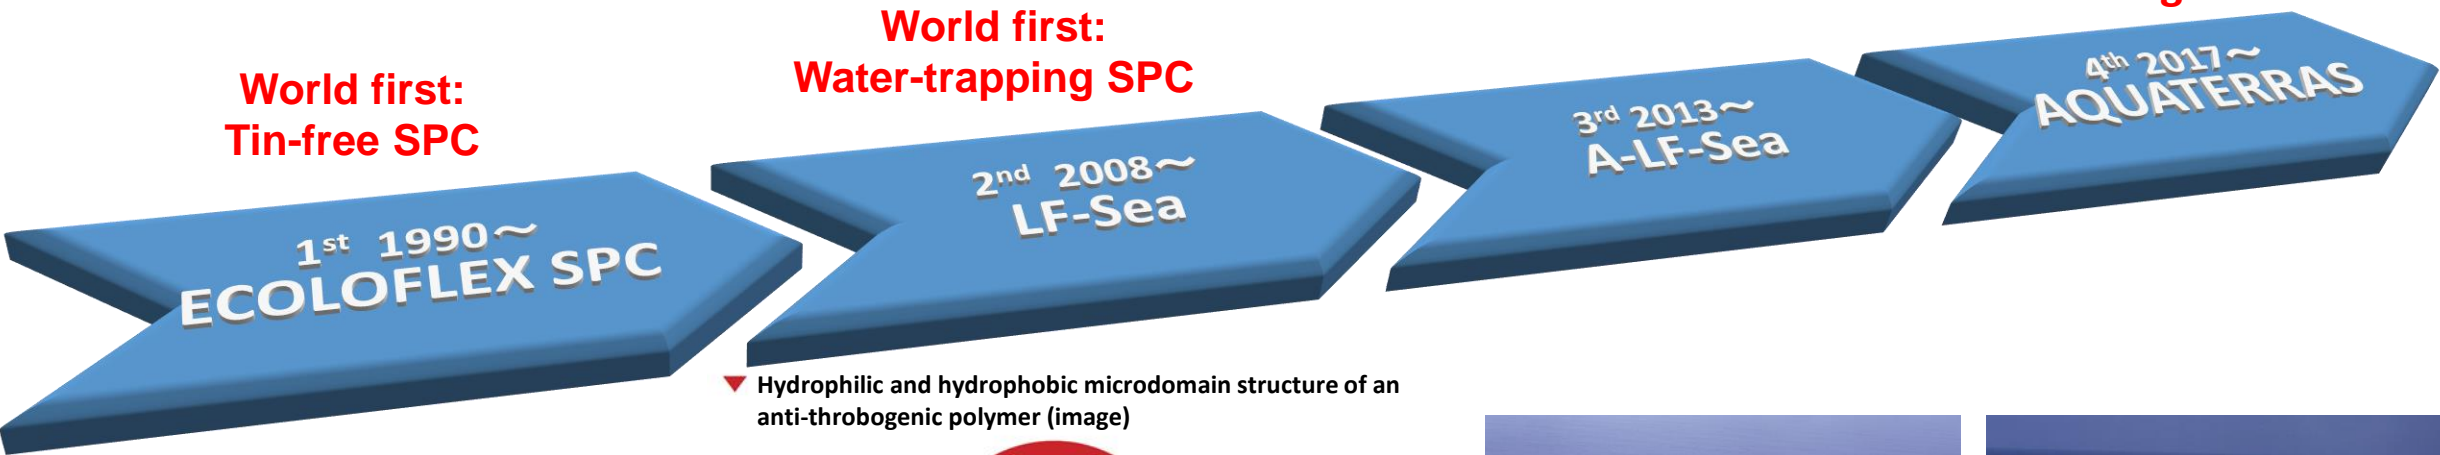 World first:
Tin-free SPC
World first:
Water-trapping SPC
1st 1990～
ECOLOFLEX SPC
2nd 2008～
LF-Sea
3rd 2013～
A-LF-Sea
4th 2017～
AQUATERRAS
Hydrophilic and hydrophobic microdomain structure of an
anti-throbogenic polymer (image)